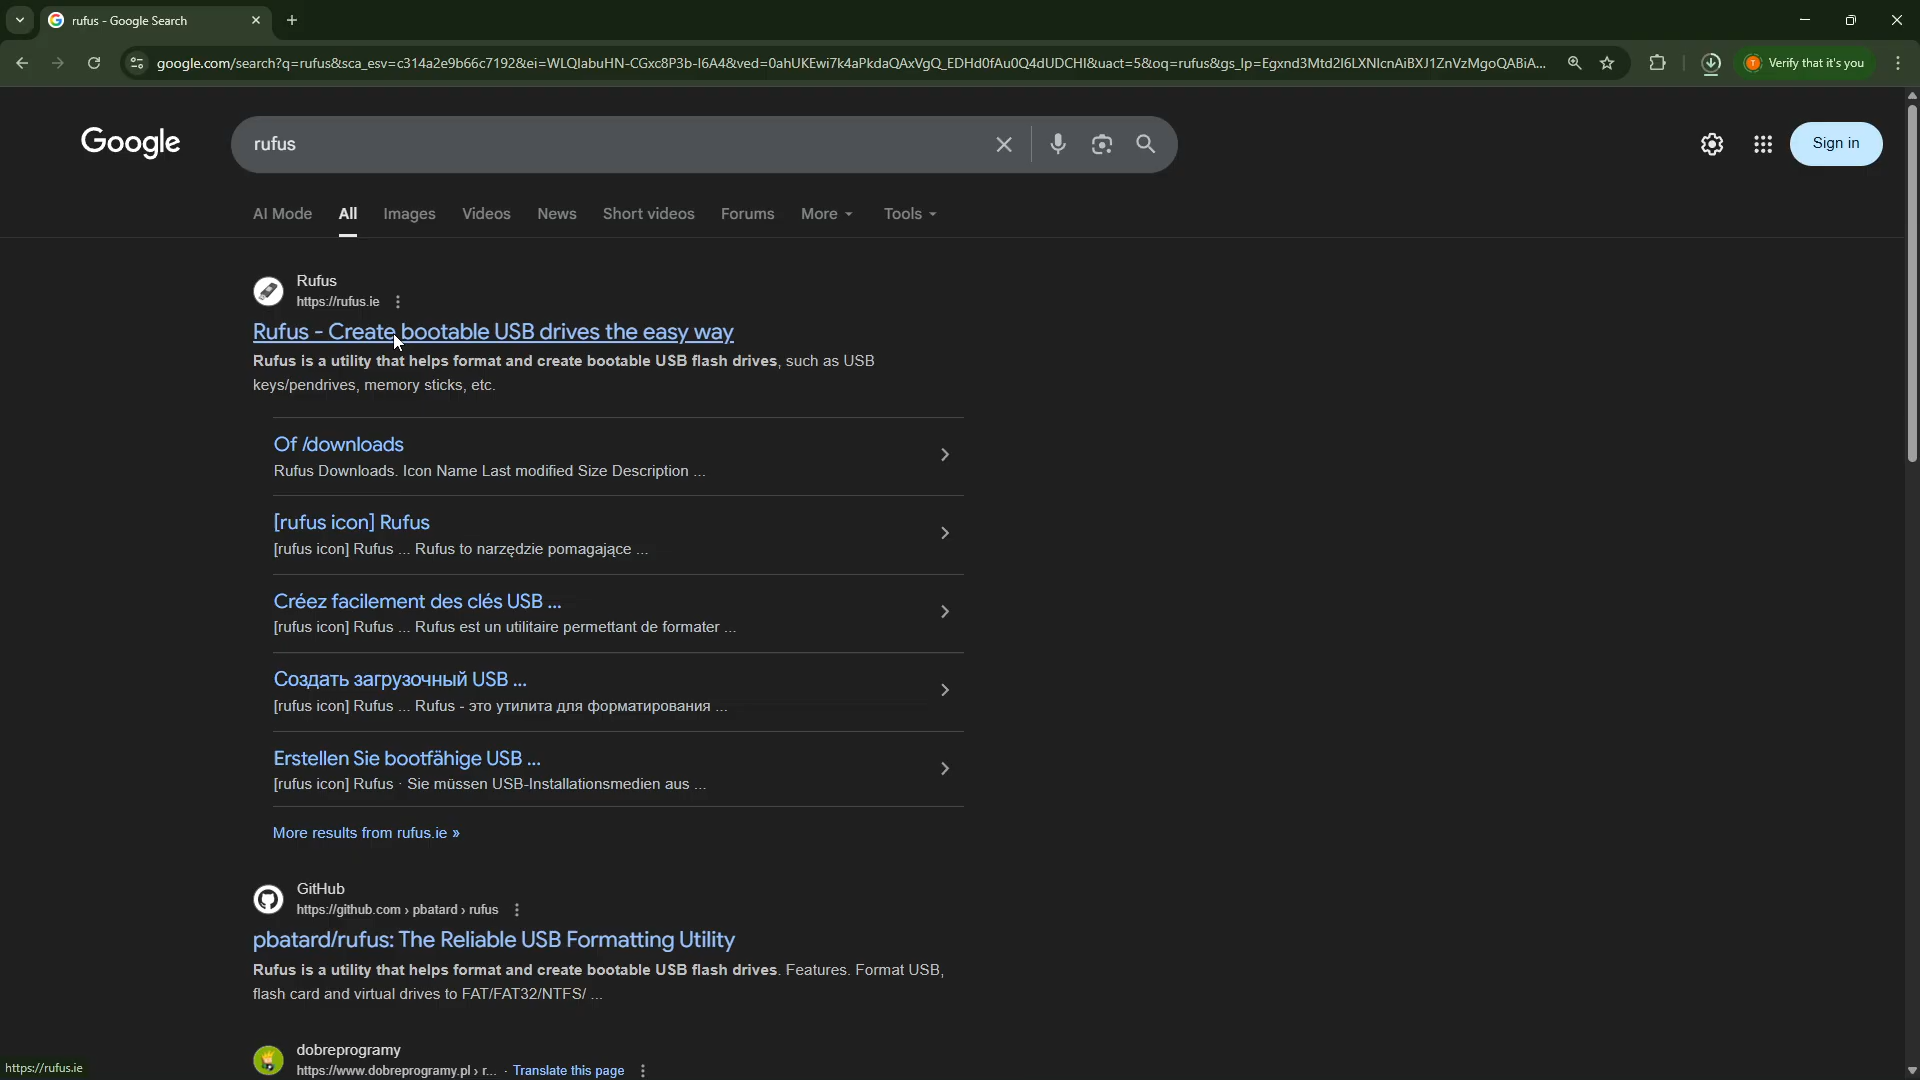 rufus - Google Search
google.com/search?q=rufus&sca_esv=c314a2e9b66c7192&ei=WLQIabuHN-CGxc8P3b-I6A4&ved=0ahUKEwi7k4aPkdaQAxVgQ_EDHd0fAu0Q4dUDCHI&uact=5&oq=rufus&gs_lp=Egxnd3Mtd2l6LXNlcnAiBXJ1ZnVzMgoQABiA...
Verify that it's you
Google
rufus
Sign in
AI Mode All Images Videos News Short videos Forums More Tools
Rufus
https://rufus.ie
Rufus - Create bootable USB drives the easy way
Rufus is a utility that helps format and create bootable USB flash drives, such as USB
keys/pendrives, memory sticks, etc.
Of /downloads
Rufus Downloads. Icon Name Last modified Size Description ...
[rufus icon] Rufus
[rufus icon] Rufus ... Rufus to narzędzie pomagające ...
Créez facilement des clés USB ...
[rufus icon] Rufus ... Rufus est un utilitaire permettant de formater ...
Создать загрузочный USB ...
[rufus icon] Rufus ... Rufus - это утилита для форматирования ...
Erstellen Sie bootfähige USB ...
[rufus icon] Rufus · Sie müssen USB-Installationsmedien aus ...
More results from rufus.ie »
GitHub
https://github.com › pbatard › rufus
pbatard/rufus: The Reliable USB Formatting Utility
Rufus is a utility that helps format and create bootable USB flash drives. Features. Format USB,
flash card and virtual drives to FAT/FAT32/NTFS/ ...
dobreprogramy
https://www.dobreprogramy.pl › r... · Translate this page
https://rufus.ie